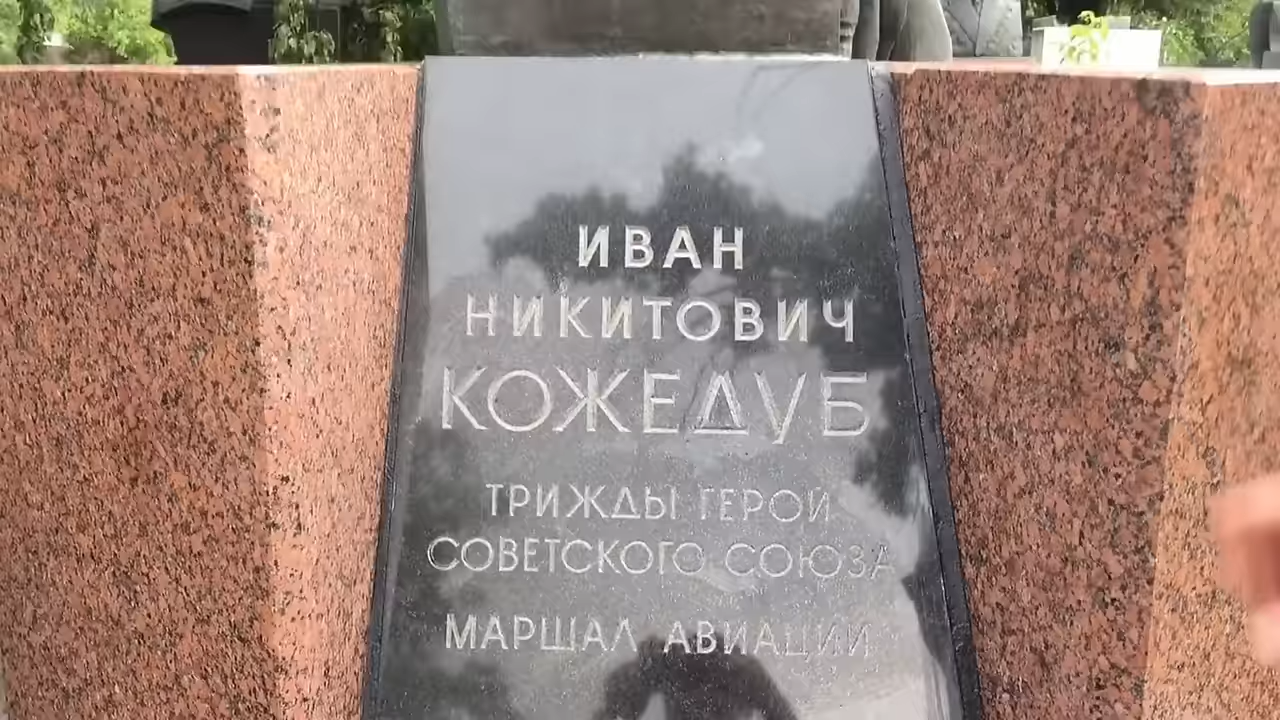 ИВАН
НИКИТОВИЧ
КОЖЕДУБ
ТРИЖДЫ ГЕРОЙ
СОВЕТСКОГО СОЮЗА
МАРШАЛ АВИАЦИИ